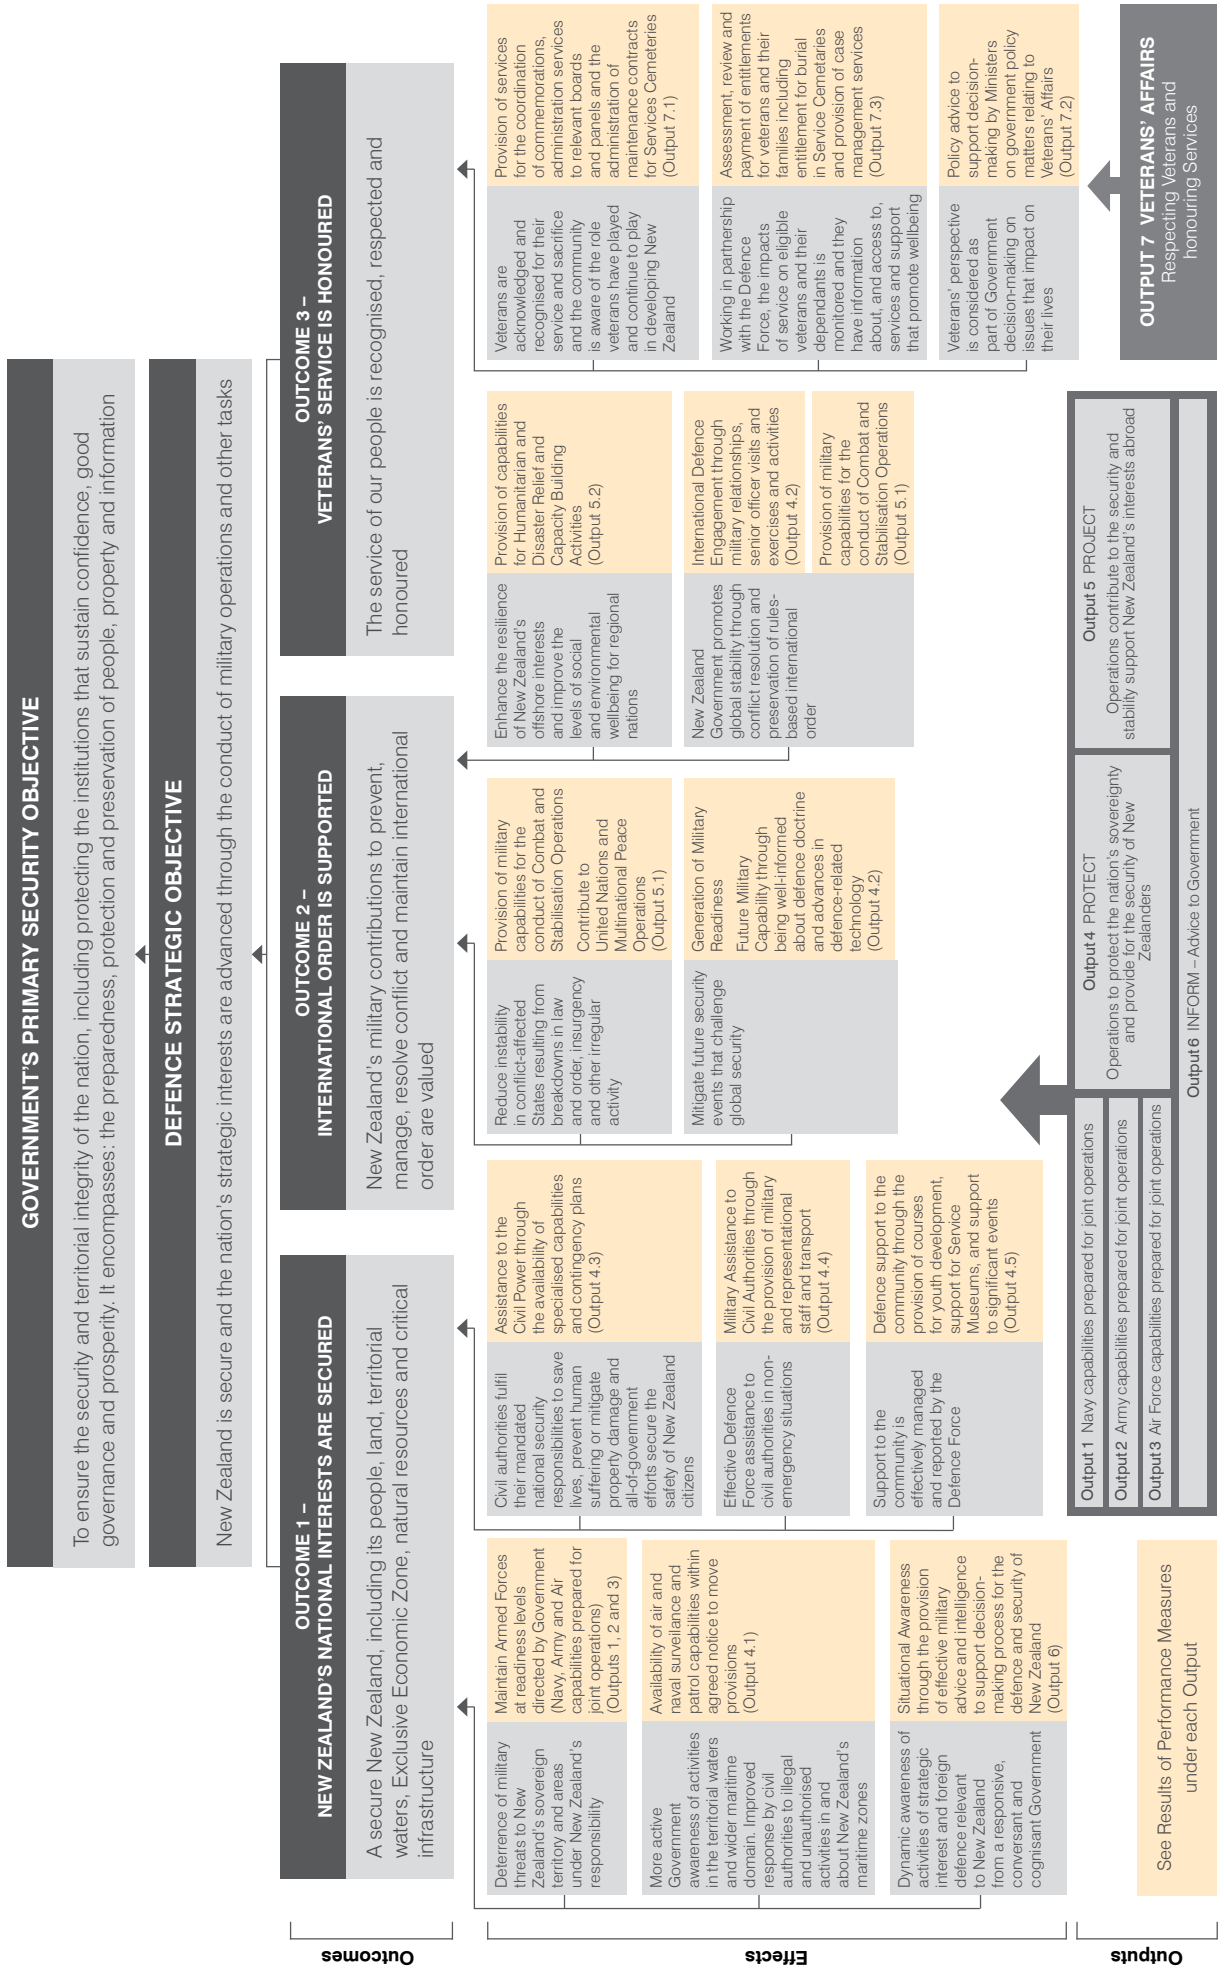 GOVERNMENT'S PRIMARY SECURITY OBJECTIVE
To ensure the security and territorial integrity of the nation, including protecting the institutions that sustain confidence, good
governance and prosperity. It encompasses: the preparedness, protection and preservation of people, property and information
DEFENCE STRATEGIC OBJECTIVE
New Zealand is secure and the nation's strategic interests are advanced through the conduct of military operations and other tasks
Outcomes
OUTCOME 1 –
NEW ZEALAND'S NATIONAL INTERESTS ARE SECURED
A secure New Zealand, including its people, land, territorial
waters, Exclusive Economic Zone, natural resources and critical
infrastructure
OUTCOME 2 –
INTERNATIONAL ORDER IS SUPPORTED
New Zealand's military contributions to prevent,
manage, resolve conflict and maintain international
order are valued
OUTCOME 3 –
VETERANS' SERVICE IS HONOURED
The service of our people is recognised, respected and
honoured
Effects
Deterrence of military
threats to New
Zealand's sovereign
territory and areas
under New Zealand's
responsibility
Maintain Armed Forces
at readiness levels
directed by Government
(Navy, Army and Air
capabilities prepared for
joint operations)
(Outputs 1, 2 and 3)
More active
Government
awareness of activities
in the territorial waters
and wider maritime
domain. Improved
response by civil
authorities to illegal
and unauthorised
activities in and
about New Zealand's
maritime zones
Availability of air and
naval surveilance and
patrol capabilities within
agreed notice to move
provisions
(Output 4.1)
Dynamic awareness of
activities of strategic
interest and foreign
defence relevant
to New Zealand
from a responsive,
conversant and
cognisant Government
Situational Awareness
through the provision
of effective military
advice and intelligence
to support decision-
making process for the
defence and security of
New Zealand
(Output 6)
Civil authorities fulfil
their mandated
national security
responsibilities to save
lives, prevent human
suffering or mitigate
property damage and
all-of-government
efforts secure the
safety of New Zealand
citizens
Assistance to the
Civil Power through
the availability of
specialised capabilities
and contingency plans
(Output 4.3)
Effective Defence
Force assistance to
civil authorities in non-
emergency situations
Military Assistance to
Civil Authorities through
the provision of military
and representational
staff and transport
(Output 4.4)
Support to the
community is
effectively managed
and reported by the
Defence Force
Defence support to the
community through the
provision of courses
for youth development,
support for Service
Museums, and support
to significant events
(Output 4.5)
Reduce instability
in conflict-affected
States resulting from
breakdowns in law
and order, insurgency
and other irregular
activity
Provision of military
capabilities for the
conduct of Combat and
Stabilisation Operations
Contribute to
United Nations and
Multinational Peace
Operations
(Output 5.1)
Mitigate future security
events that challenge
global security
Generation of Military
Readiness
Future Military
Capability through
being well-informed
about defence doctrine
and advances in
defence-related
technology
(Output 4.2)
Enhance the resilience
of New Zealand's
offshore interests
and improve the
levels of social
and environmental
wellbeing for regional
nations
Provision of capabilities
for Humanitarian and
Disaster Relief and
Capacity Building
Activities
(Output 5.2)
New Zealand
Government promotes
global stability through
conflict resolution and
preservation of rules-
based international
order
International Defence
Engagement through
military relationships,
senior officer visits and
exercises and activities
(Output 4.2)
Provision of military
capabilities for the
conduct of Combat and
Stabilisation Operations
(Output 5.1)
Veterans are
acknowledged and
recognised for their
service and sacrifice
and the community
is aware of the role
veterans have played
and continue to play
in developing New
Zealand
Provision of services
for the coordination
of commemorations,
administration services
to relevant boards
and panels and the
administration of
maintenance contracts
for Services Cemeteries
(Output 7.1)
Working in partnership
with the Defence
Force, the impacts
of service on eligible
veterans and their
dependants is
monitored and they
have information
about, and access to,
services and support
that promote wellbeing
Assessment, review and
payment of entitlements
for veterans and their
families including
entitlement for burial
in Service Cemetaries
and provision of case
management services
(Output 7.3)
Veterans' perspective
is considered as
part of Government
decision-making on
issues that impact on
their lives
Policy advice to
support decision-
making by Ministers
on government policy
matters relating to
Veterans' Affairs
(Output 7.2)
Outputs
See Results of Performance Measures
under each Output
Output 1 Navy capabilities prepared for joint operations
Output 2 Army capabilities prepared for joint operations
Output 3 Air Force capabilities prepared for joint operations
Output 4 PROTECT
Operations to protect the nation's sovereignty
and provide for the security of New
Zealanders
Output 5 PROJECT
Operations contribute to the security and
stability support New Zealand's interests abroad
Output 6 INFORM – Advice to Government
OUTPUT 7 VETERANS' AFFAIRS
Respecting Veterans and
honouring Services